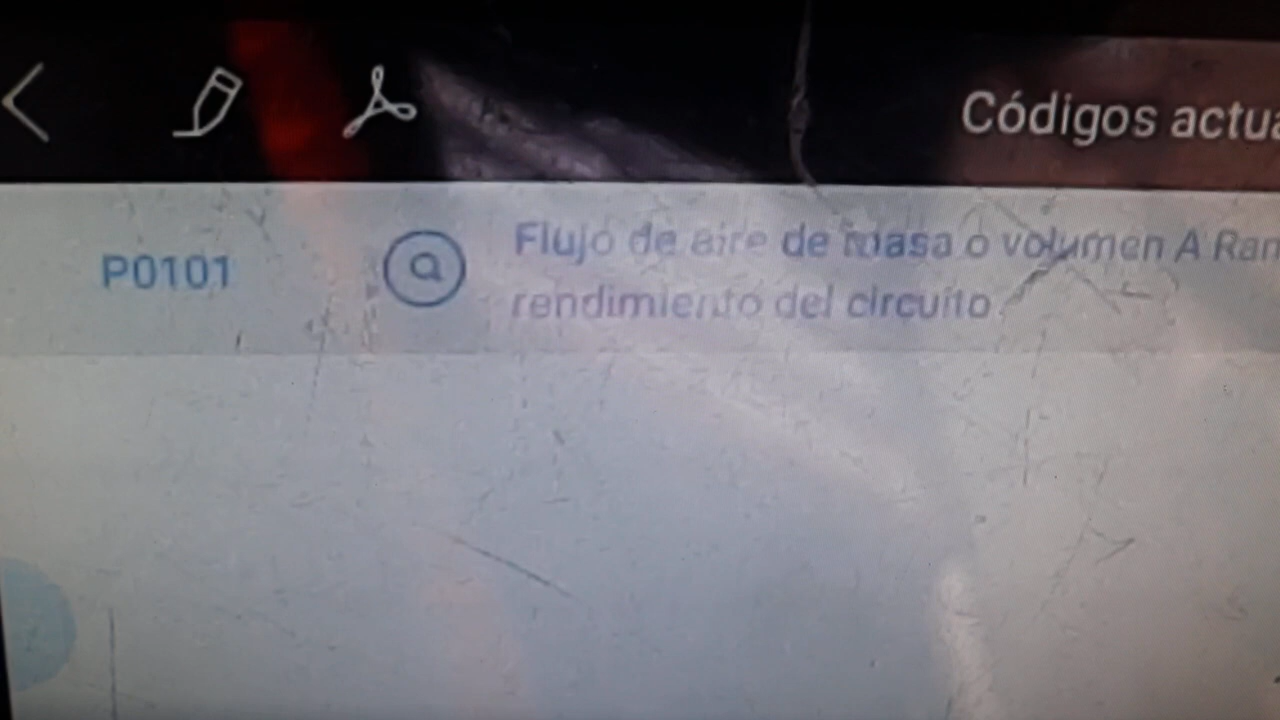 Códigos actua
P0101
Flujo de aire de masa o volumen A Ran
rendimiento del circuito